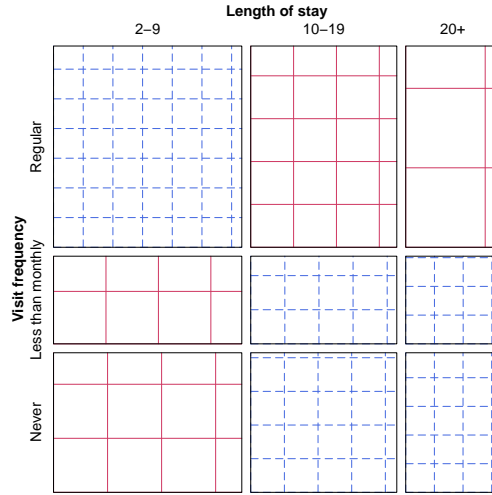 Length of stay
2–9 10–19 20+
Visit frequency
Regular
Less than monthly
Never